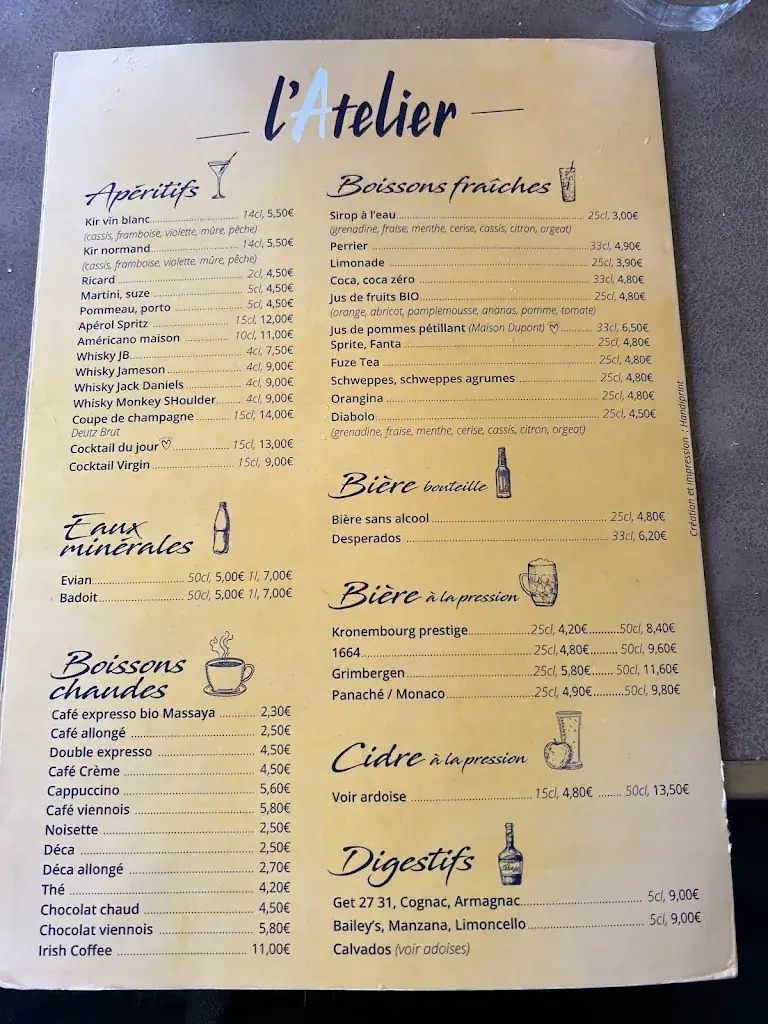 l'Atelier
Apéritifs
Kir vin blanc 14cl, 5,50€
(cassis, framboise, violette, mûre, pêche)
Kir normand 14cl, 5,50€
(cassis, framboise, violette, mûre, pêche)
Ricard 2cl, 4,50€
Martini, suze 5cl, 4,50€
Pommeau, porto 5cl, 4,50€
Apérol Spritz 15cl, 12,00€
Américano maison 10cl, 11,00€
Whisky JB 4cl, 7,50€
Whisky Jameson 4cl, 9,00€
Whisky Jack Daniels 4cl, 9,00€
Whisky Monkey SHoulder 4cl, 9,00€
Coupe de champagne 15cl, 14,00€
Deutz Brut
Cocktail du jour ♡ 15cl, 13,00€
Cocktail Virgin 15cl, 9,00€
Eaux
minérales
Evian 50cl, 5,00€ 1l, 7,00€
Badoit 50cl, 5,00€ 1l, 7,00€
Boissons
chaudes
Café expresso bio Massaya 2,30€
Café allongé 2,50€
Double expresso 4,50€
Café Crème 4,50€
Cappuccino 5,60€
Café viennois 5,80€
Noisette 2,50€
Déca 2,50€
Déca allongé 2,70€
Thé 4,20€
Chocolat chaud 4,50€
Chocolat viennois 5,80€
Irish Coffee 11,00€
Boissons fraîches
Sirop à l'eau 25cl, 3,00€
(grenadine, fraise, menthe, cerise, cassis, citron, orgeat)
Perrier 33cl, 4,90€
Limonade 25cl, 3,90€
Coca, coca zéro 33cl, 4,80€
Jus de fruits BIO 25cl, 4,80€
(orange, abricot, pamplemousse, ananas, pomme, tomate)
Jus de pommes pétillant (Maison Dupont) ♡ 33cl, 6,50€
Sprite, Fanta 25cl, 4,80€
Fuze Tea 25cl, 4,80€
Schweppes, schweppes agrumes 25cl, 4,80€
Orangina 25cl, 4,80€
Diabolo 25cl, 4,50€
(grenadine, fraise, menthe, cerise, cassis, citron, orgeat)
Bière bouteille
Bière sans alcool 25cl, 4,80€
Desperados 33cl, 6,20€
Bière à la pression
Kronembourg prestige 25cl, 4,20€ 50cl, 8,40€
1664 25cl, 4,80€ 50cl, 9,60€
Grimbergen 25cl, 5,80€ 50cl, 11,60€
Panaché / Monaco 25cl, 4,90€ 50cl, 9,80€
Cidre à la pression
Voir ardoise 15cl, 4,80€ 50cl, 13,50€
Digestifs
Get 27 31, Cognac, Armagnac 5cl, 9,00€
Bailey's, Manzana, Limoncello 5cl, 9,00€
Calvados (voir adoises)
Création et impression : Handiprint